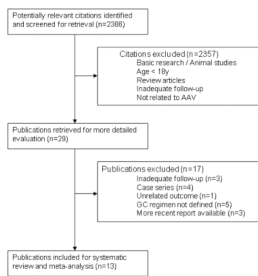 Potentially relevant citations identified
and screened for retrieval (n=2386)
Citations excluded (n=2357)
Basic research / Animal studies
Age < 18y
Review articles
Inadequate follow-up
Not related to AAV
Publications retrieved for more detailed
evaluation (n=29)
Publications excluded (n=17)
Inadequate follow-up (n=3)
Case series (n=4)
Unrelated outcome (n=1)
GC regimen not defined (n=6)
More recent report available (n=3)
Publications included for systematic
review and meta-analysis (n=13)